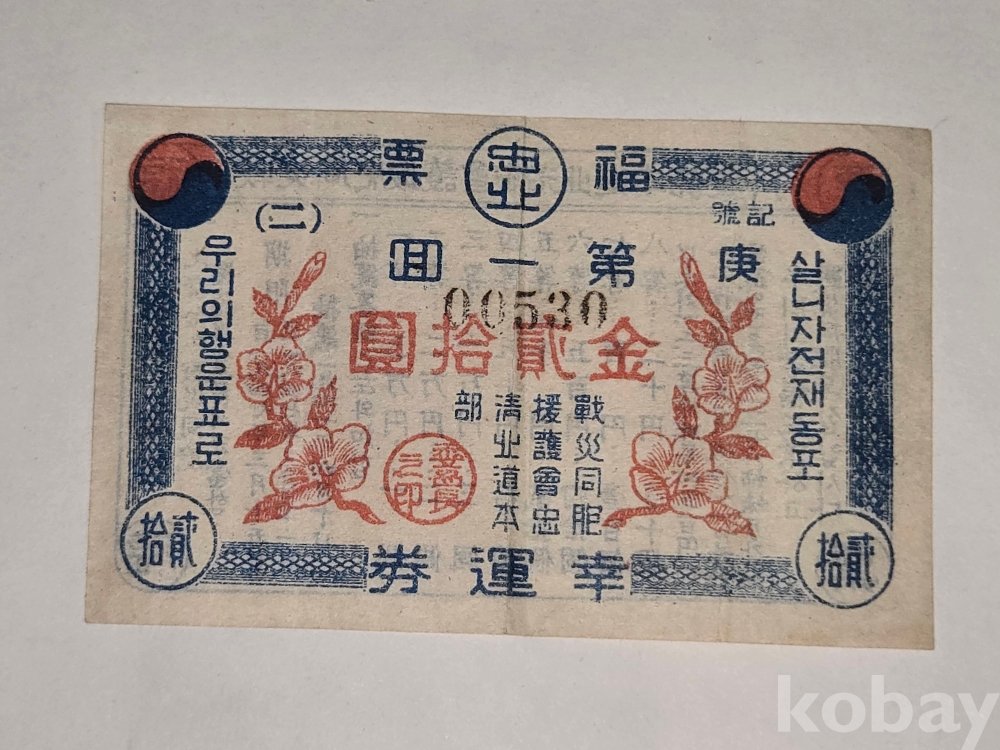 福 忠北 票
記號
(二)
庚 第一回
00530
金貳拾圓
戰災同胞
援護會忠
淸北道本
部
살니자전재동포
우리의행운표로
貳拾
貳拾
幸運券
kobay